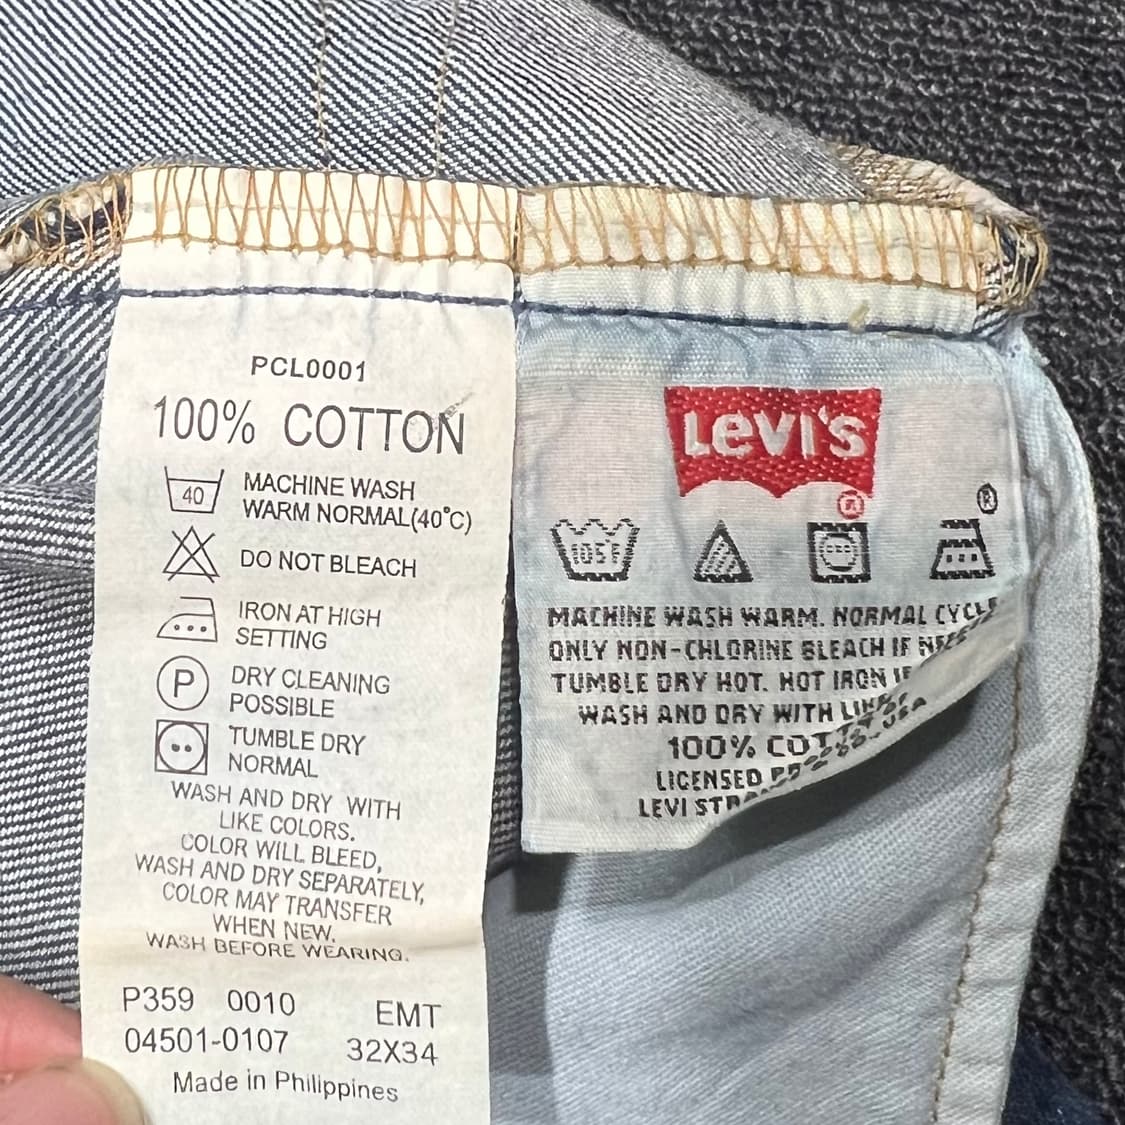 PCL0001
100% COTTON
40
MACHINE WASH
WARM NORMAL(40°C)
DO NOT BLEACH
IRON AT HIGH
SETTING
P
DRY CLEANING
POSSIBLE
TUMBLE DRY
NORMAL
WASH AND DRY WITH
LIKE COLORS.
COLOR WILL BLEED,
WASH AND DRY SEPARATELY,
COLOR MAY TRANSFER
WHEN NEW.
WASH BEFORE WEARING.
P359 0010 EMT
04501-0107 32X34
Made in Philippines
LEVI'S
®
®
105F
MACHINE WASH WARM. NORMAL
ONLY NON-CHLORINE BLEACH IF
TUMBLE DRY HOT. HOT IRON
WASH AND DRY WITH
100%
LICENSED
LEVI